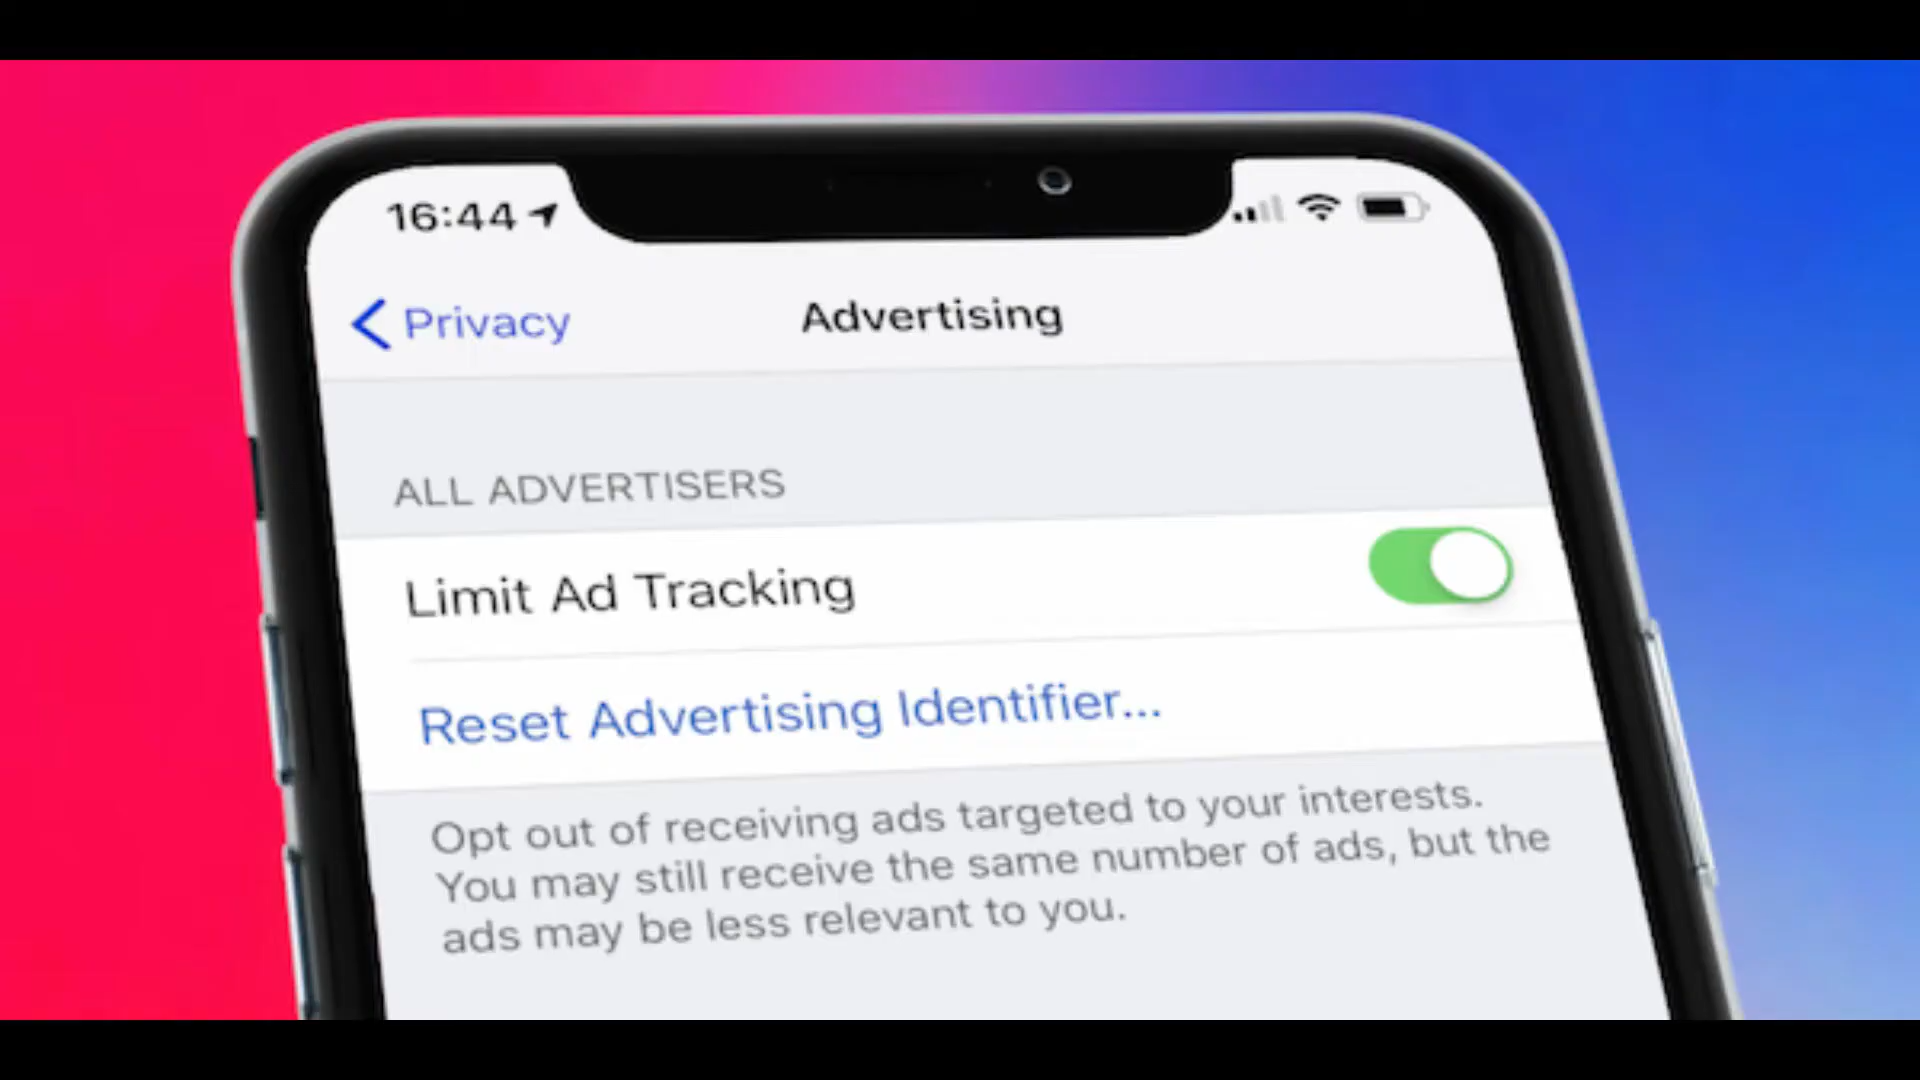 16:44
Privacy
Advertising
ALL ADVERTISERS
Limit Ad Tracking
Reset Advertising Identifier...
Opt out of receiving ads targeted to your interests.
You may still receive the same number of ads, but the
ads may be less relevant to you.